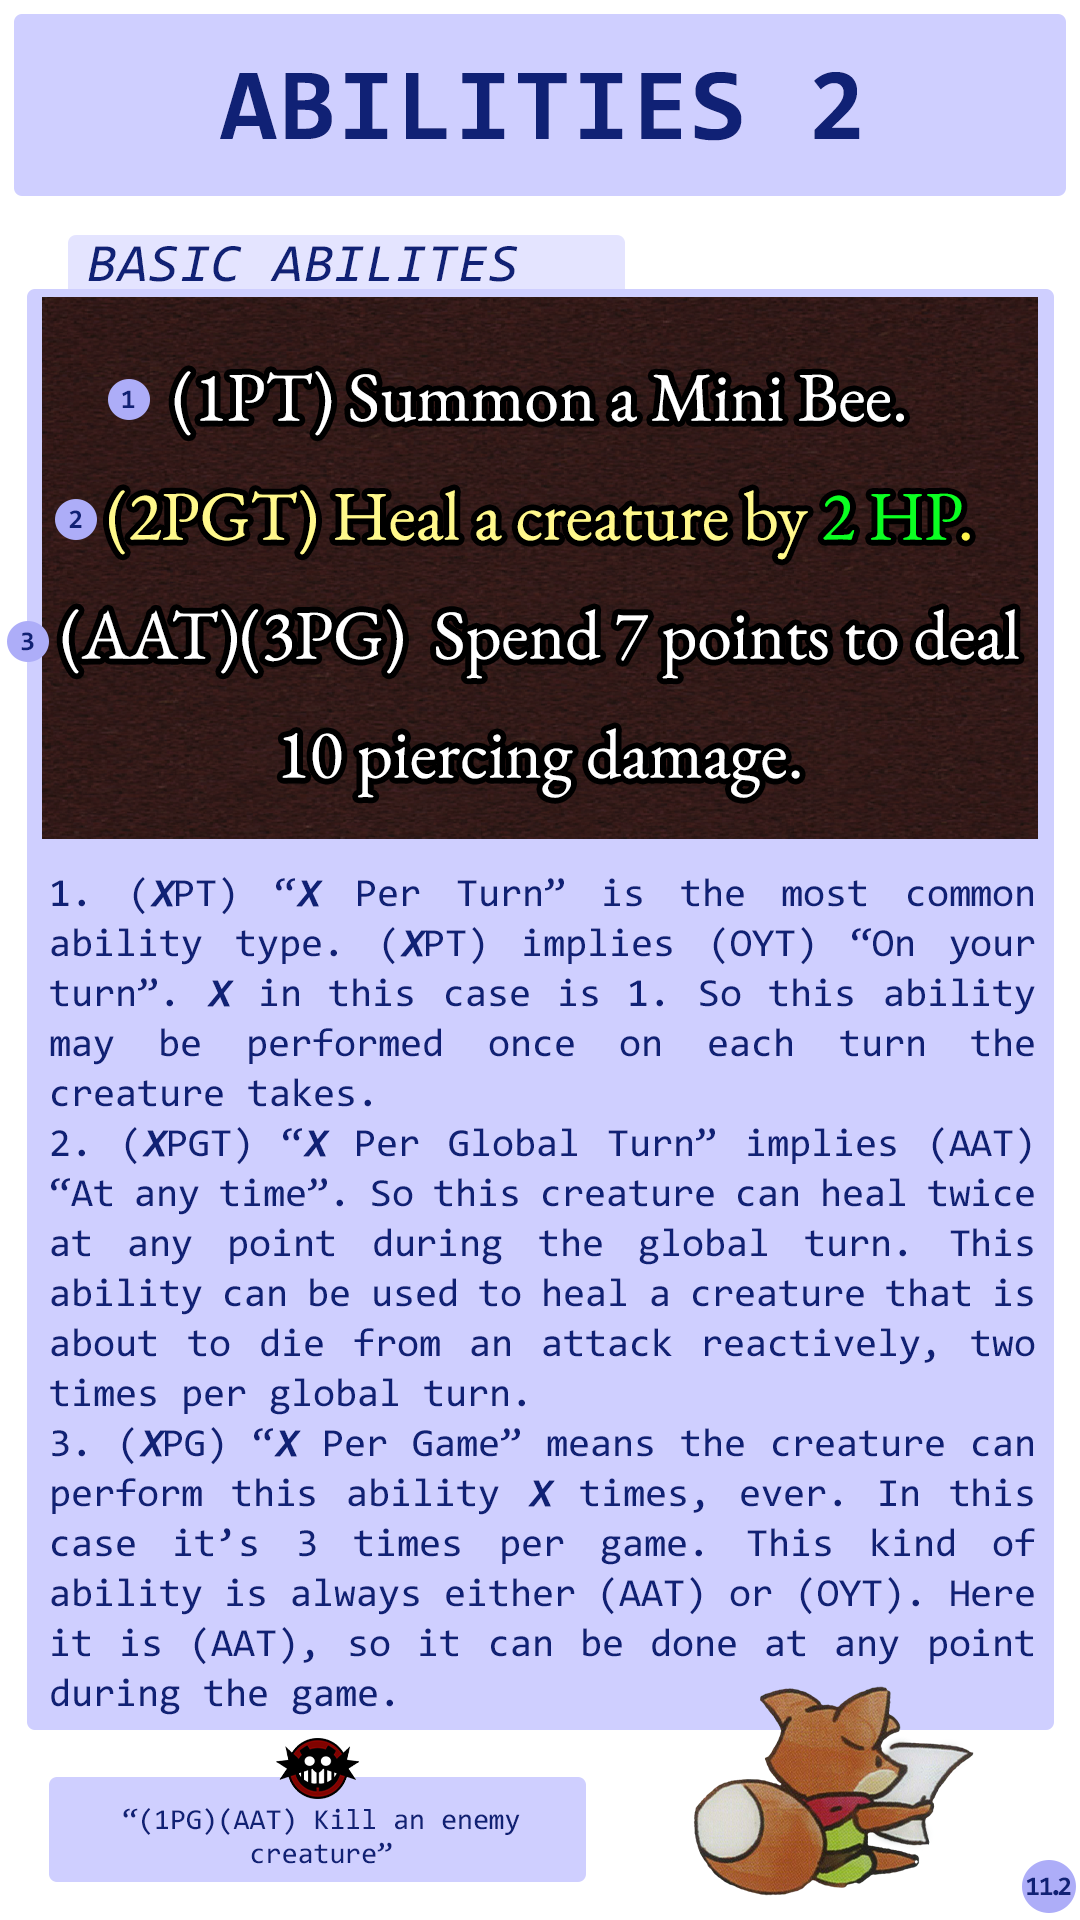 ABILITIES 2
BASIC ABILITES
1 (1PT) Summon a Mini Bee.
2 (2PGT) Heal a creature by 2 HP.
3 (AAT)(3PG) Spend 7 points to deal
10 piercing damage.
1. (XPT) “X Per Turn” is the most common
ability type. (XPT) implies (OYT) “On your
turn”. X in this case is 1. So this ability
may be performed once on each turn the
creature takes.
2. (XPGT) “X Per Global Turn” implies (AAT)
“At any time”. So this creature can heal twice
at any point during the global turn. This
ability can be used to heal a creature that is
about to die from an attack reactively, two
times per global turn.
3. (XPG) “X Per Game” means the creature can
perform this ability X times, ever. In this
case it’s 3 times per game. This kind of
ability is always either (AAT) or (OYT). Here
it is (AAT), so it can be done at any point
during the game.
“(1PG)(AAT) Kill an enemy
creature”
11.2